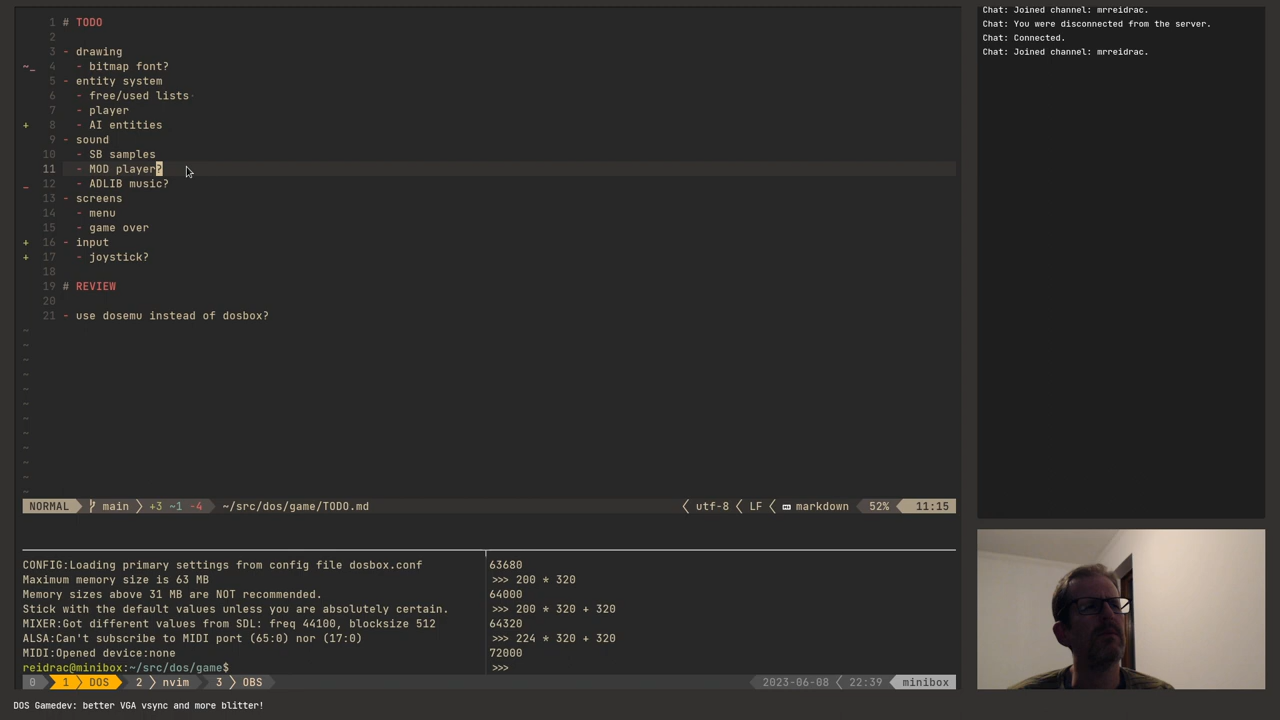 1 # TODO
2
3 - drawing
~_ 4 - bitmap font?
5 - entity system
6 - free/used lists
7 - player
+ 8 - AI entities
9 - sound
10 - SB samples
11 - MOD player?
_ 12 - ADLIB music?
13 - screens
14 - menu
15 - game over
+ 16 - input
+ 17 - joystick?
18
19 # REVIEW
20
21 - use dosemu instead of dosbox?
~
~
~
~
~
~
~
~
~
~
~
~
NORMAL main +3 ~1 -4 ~/src/dos/game/TODO.md utf-8 LF markdown 52% 11:15
CONFIG:Loading primary settings from config file dosbox.conf
Maximum memory size is 63 MB
Memory sizes above 31 MB are NOT recommended.
Stick with the default values unless you are absolutely certain.
MIXER:Got different values from SDL: freq 44100, blocksize 512
ALSA:Can't subscribe to MIDI port (65:0) nor (17:0)
MIDI:Opened device:none
reidrac@minibox:~/src/dos/game$
63680
>>> 200 * 320
64000
>>> 200 * 320 + 320
64320
>>> 224 * 320 + 320
72000
>>>
0 1 DOS 2 nvim 3 OBS 2023-06-08 22:39 minibox
DOS Gamedev: better VGA vsync and more blitter!
Chat: Joined channel: mrreidrac.
Chat: You were disconnected from the server.
Chat: Connected.
Chat: Joined channel: mrreidrac.